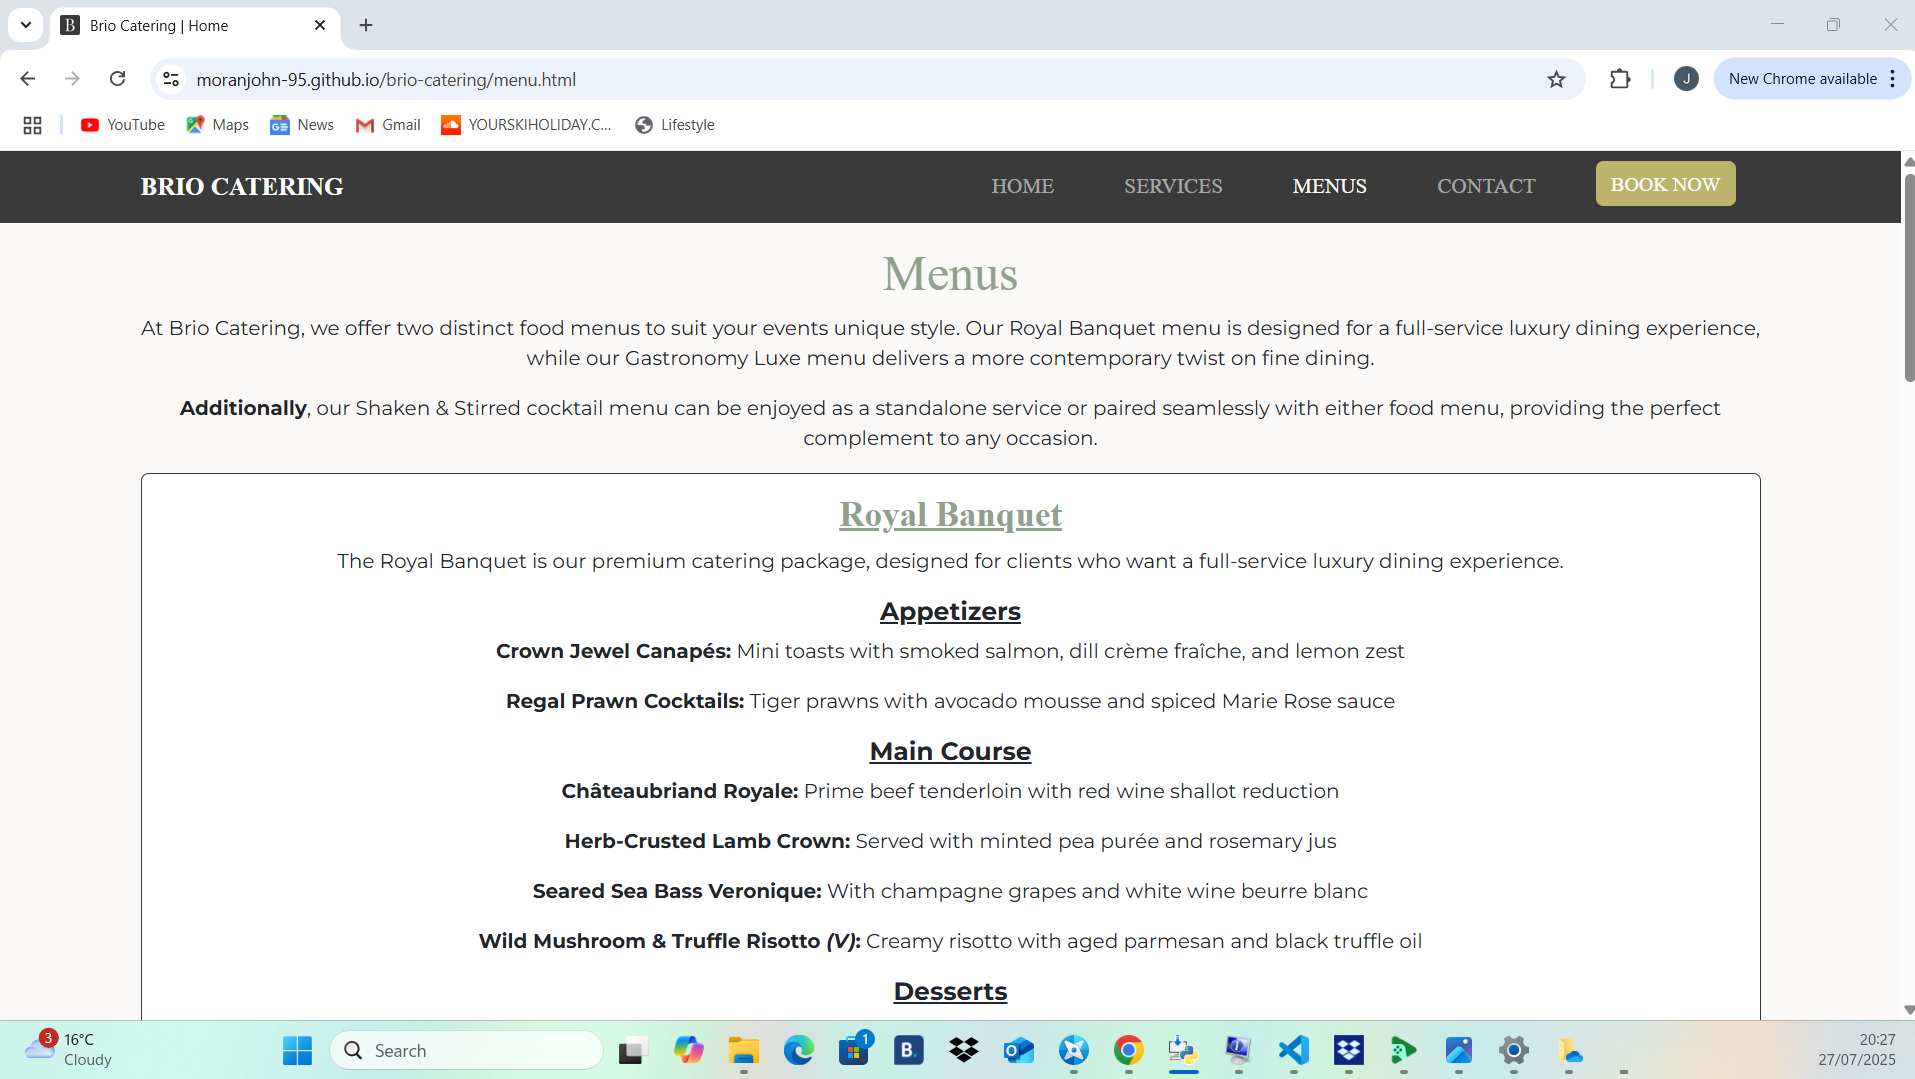 B Brio Catering | Home
moranjohn-95.github.io/brio-catering/menu.html
J
New Chrome available
YouTube
Maps
News
Gmail
YOURSKIHOLIDAY.C...
Lifestyle
BRIO CATERING
HOME
SERVICES
MENUS
CONTACT
BOOK NOW
Menus
At Brio Catering, we offer two distinct food menus to suit your events unique style. Our Royal Banquet menu is designed for a full-service luxury dining experience,
while our Gastronomy Luxe menu delivers a more contemporary twist on fine dining.
Additionally, our Shaken & Stirred cocktail menu can be enjoyed as a standalone service or paired seamlessly with either food menu, providing the perfect
complement to any occasion.
Royal Banquet
The Royal Banquet is our premium catering package, designed for clients who want a full-service luxury dining experience.
Appetizers
Crown Jewel Canapés: Mini toasts with smoked salmon, dill crème fraîche, and lemon zest
Regal Prawn Cocktails: Tiger prawns with avocado mousse and spiced Marie Rose sauce
Main Course
Châteaubriand Royale: Prime beef tenderloin with red wine shallot reduction
Herb-Crusted Lamb Crown: Served with minted pea purée and rosemary jus
Seared Sea Bass Veronique: With champagne grapes and white wine beurre blanc
Wild Mushroom & Truffle Risotto (V): Creamy risotto with aged parmesan and black truffle oil
Desserts
3
16°C
Cloudy
Search
1
B.
20:27
27/07/2025